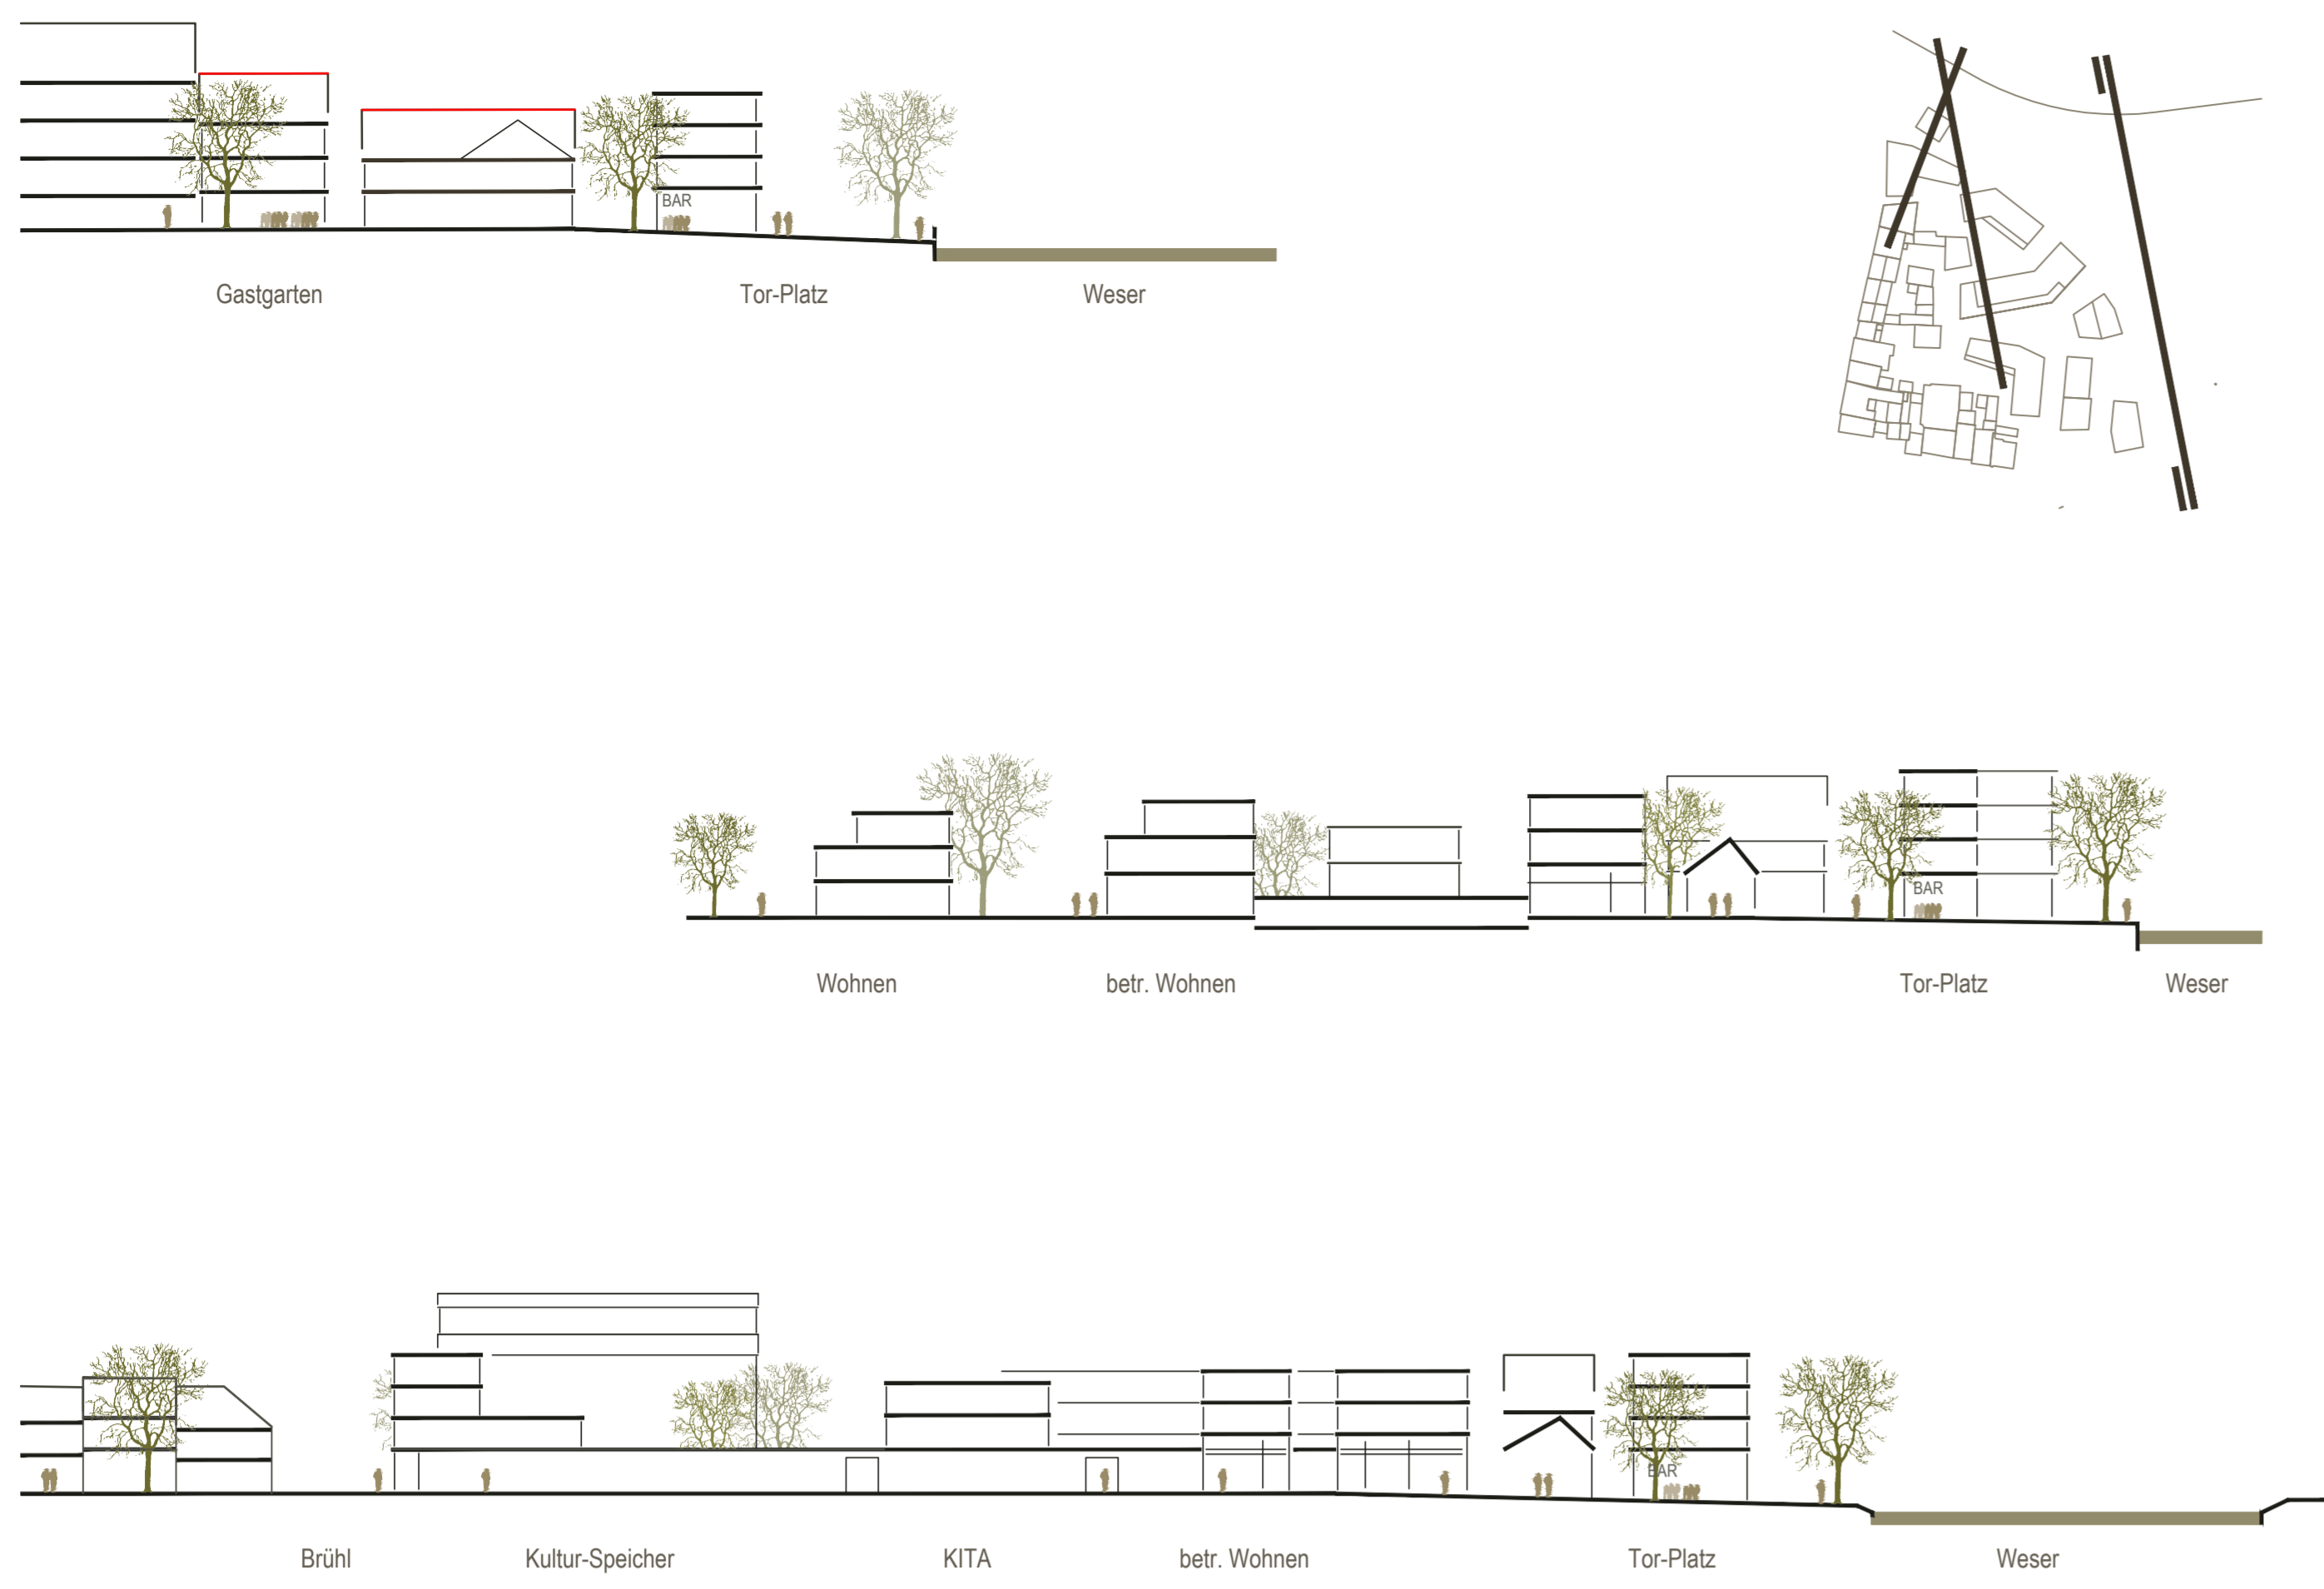 BAR
Gastgarten Tor-Platz Weser
BAR
Wohnen betr. Wohnen Tor-Platz Weser
BAR
Brühl Kultur-Speicher KITA betr. Wohnen Tor-Platz Weser